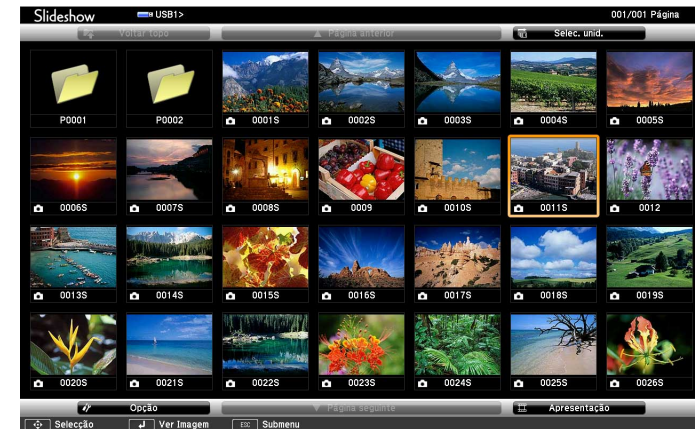 Slideshow USB1> 001/001 Página
Voltar topo Página anterior Selec. unid.
P0001 P0002 0001S 0002S 0003S 0004S 0005S
0006S 0007S 0008S 0009 0010S 0011S 0012
0013S 0014S 0015S 0016S 0017S 0018S 0019S
0020S 0021S 0022S 0023S 0024S 0025S 0026S
Opção Página seguinte Apresentação
Selecção Ver Imagem ESC Submenu